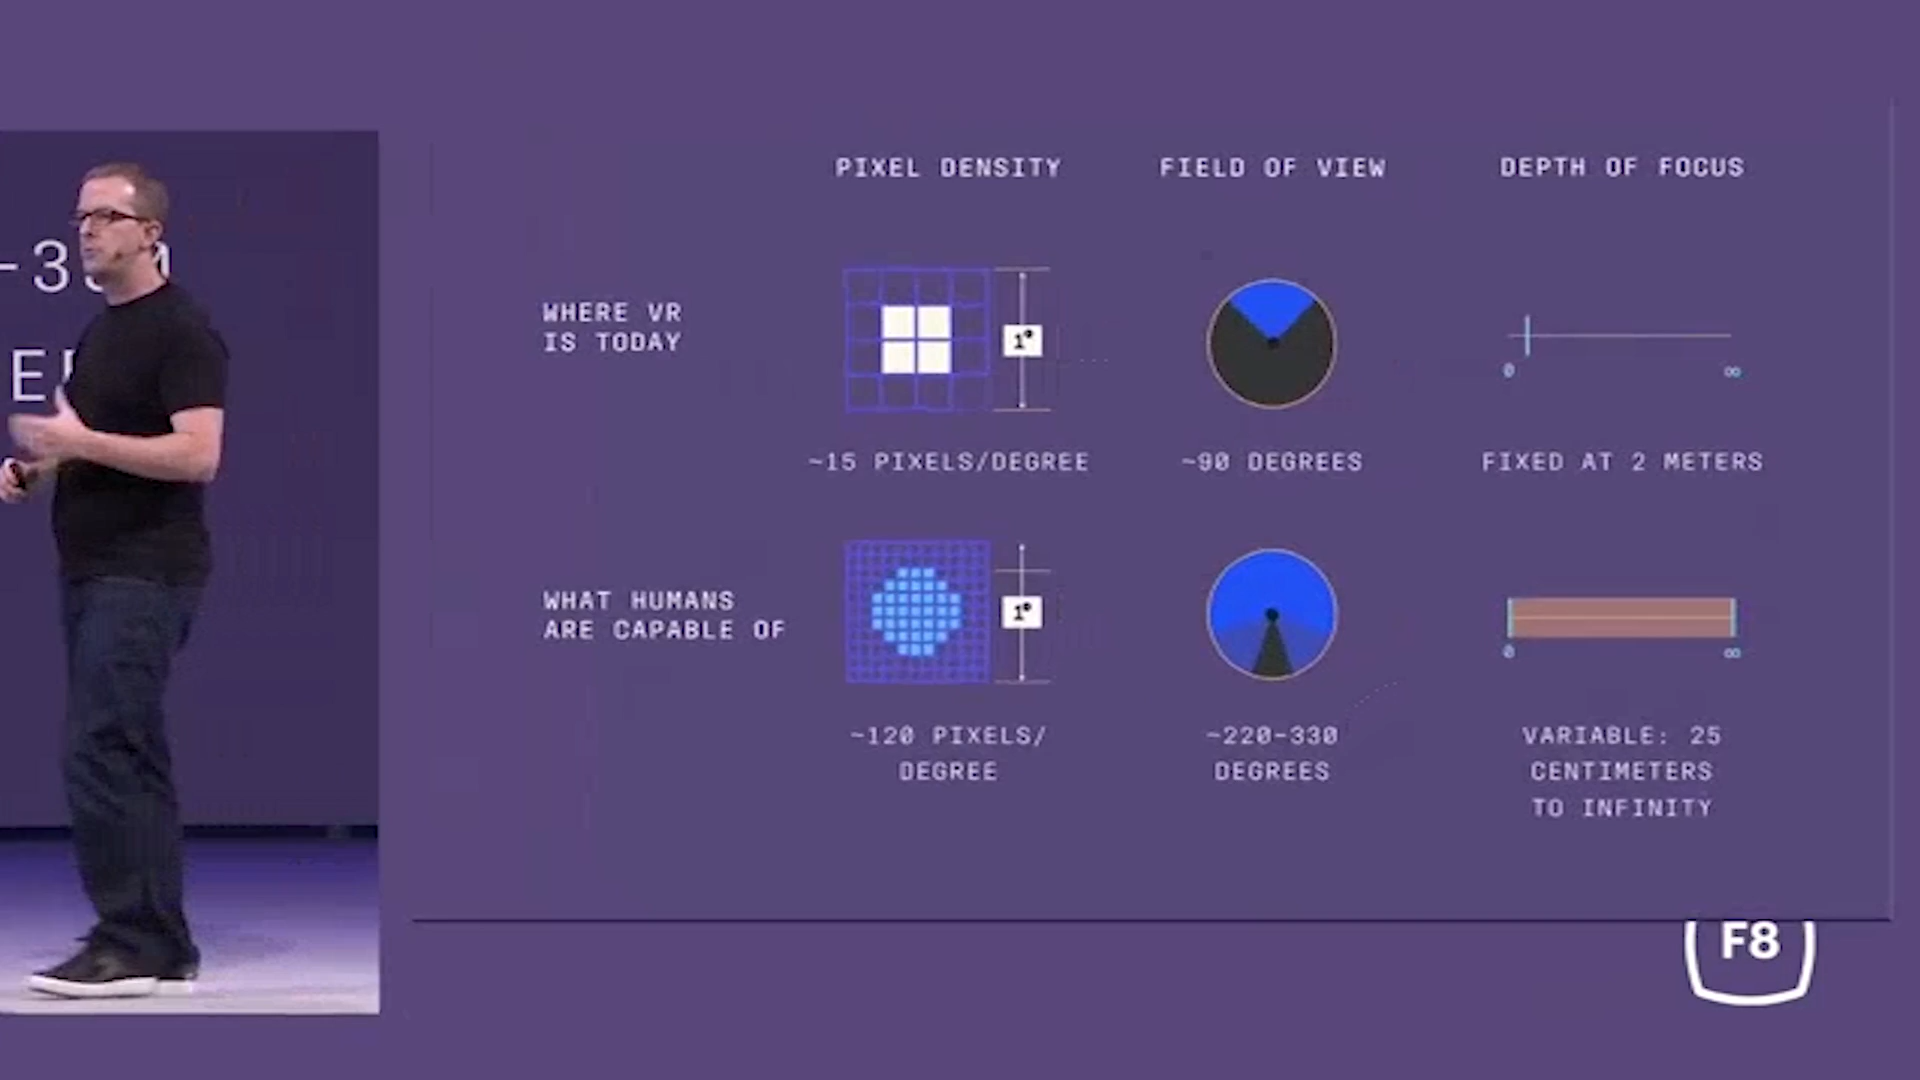 PIXEL DENSITY
FIELD OF VIEW
DEPTH OF FOCUS
WHERE VR
IS TODAY
1°
0
∞
~15 PIXELS/DEGREE
~90 DEGREES
FIXED AT 2 METERS
WHAT HUMANS
ARE CAPABLE OF
1°
0
∞
~120 PIXELS/
DEGREE
~220-330
DEGREES
VARIABLE: 25
CENTIMETERS
TO INFINITY
F8